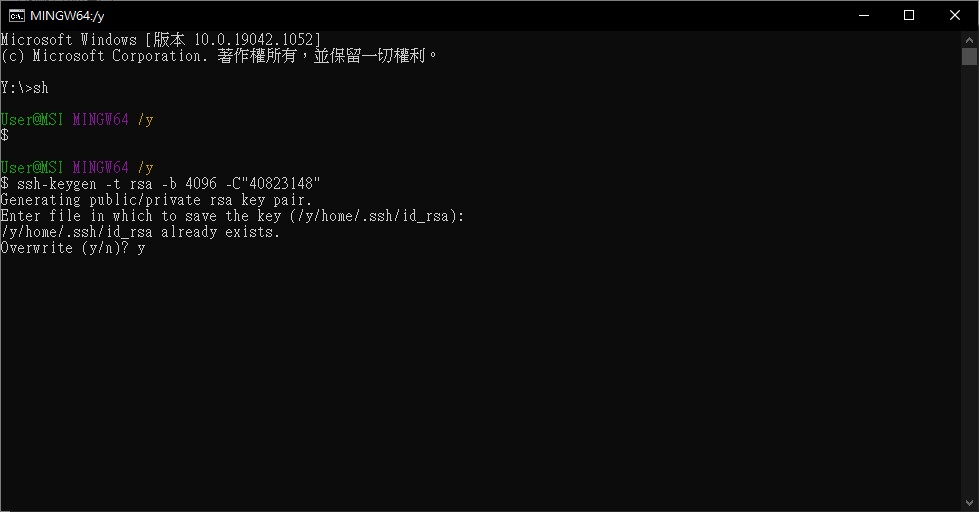 MINGW64:/y
Microsoft Windows [版本 10.0.19042.1052]
(c) Microsoft Corporation. 著作權所有，並保留一切權利。
Y:\>sh
User@MSI MINGW64 /y
$
User@MSI MINGW64 /y
$ ssh-keygen -t rsa -b 4096 -C"40823148"
Generating public/private rsa key pair.
Enter file in which to save the key (/y/home/.ssh/id_rsa):
/y/home/.ssh/id_rsa already exists.
Overwrite (y/n)? y